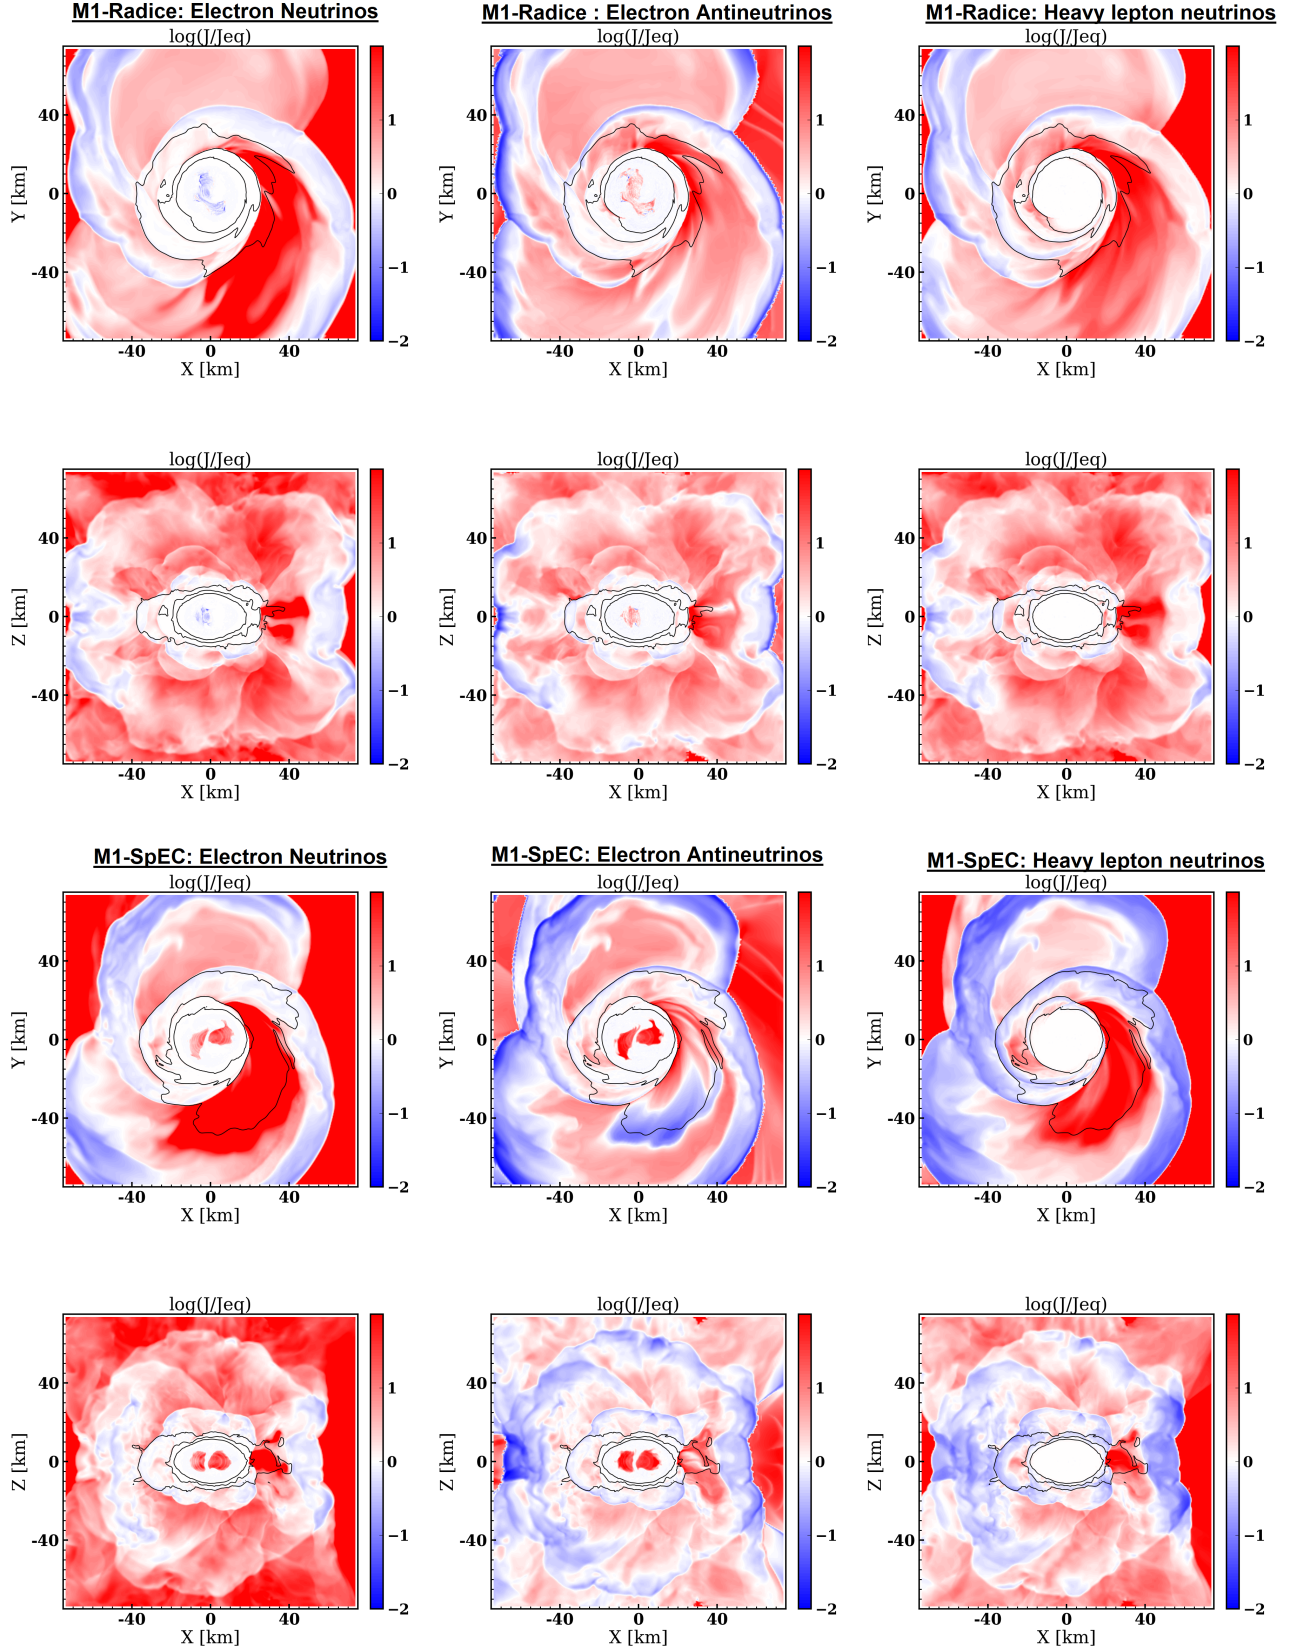 M1-Radice: Electron Neutrinos
M1-Radice : Electron Antineutrinos
M1-Radice: Heavy lepton neutrinos
log(J/Jeq)
log(J/Jeq)
log(J/Jeq)
Y [km]
40
0
-40
1
0
−1
−2
Y [km]
40
0
-40
1
0
−1
−2
Y [km]
40
0
-40
1
0
−1
−2
-40 0 40
-40 0 40
-40 0 40
X [km]
X [km]
X [km]
log(J/Jeq)
log(J/Jeq)
log(J/Jeq)
Z [km]
40
0
-40
1
0
−1
−2
Z [km]
40
0
-40
1
0
−1
−2
Z [km]
40
0
-40
1
0
−1
−2
-40 0 40
-40 0 40
-40 0 40
X [km]
X [km]
X [km]
M1-SpEC: Electron Neutrinos
M1-SpEC: Electron Antineutrinos
M1-SpEC: Heavy lepton neutrinos
log(J/Jeq)
log(J/Jeq)
log(J/Jeq)
Y [km]
40
0
-40
1
0
−1
−2
Y [km]
40
0
-40
1
0
−1
−2
Y [km]
40
0
-40
1
0
−1
−2
-40 0 40
-40 0 40
-40 0 40
X [km]
X [km]
X [km]
log(J/Jeq)
log(J/Jeq)
log(J/Jeq)
Z [km]
40
0
-40
1
0
−1
−2
Z [km]
40
0
-40
1
0
−1
−2
Z [km]
40
0
-40
1
0
−1
−2
-40 0 40
-40 0 40
-40 0 40
X [km]
X [km]
X [km]